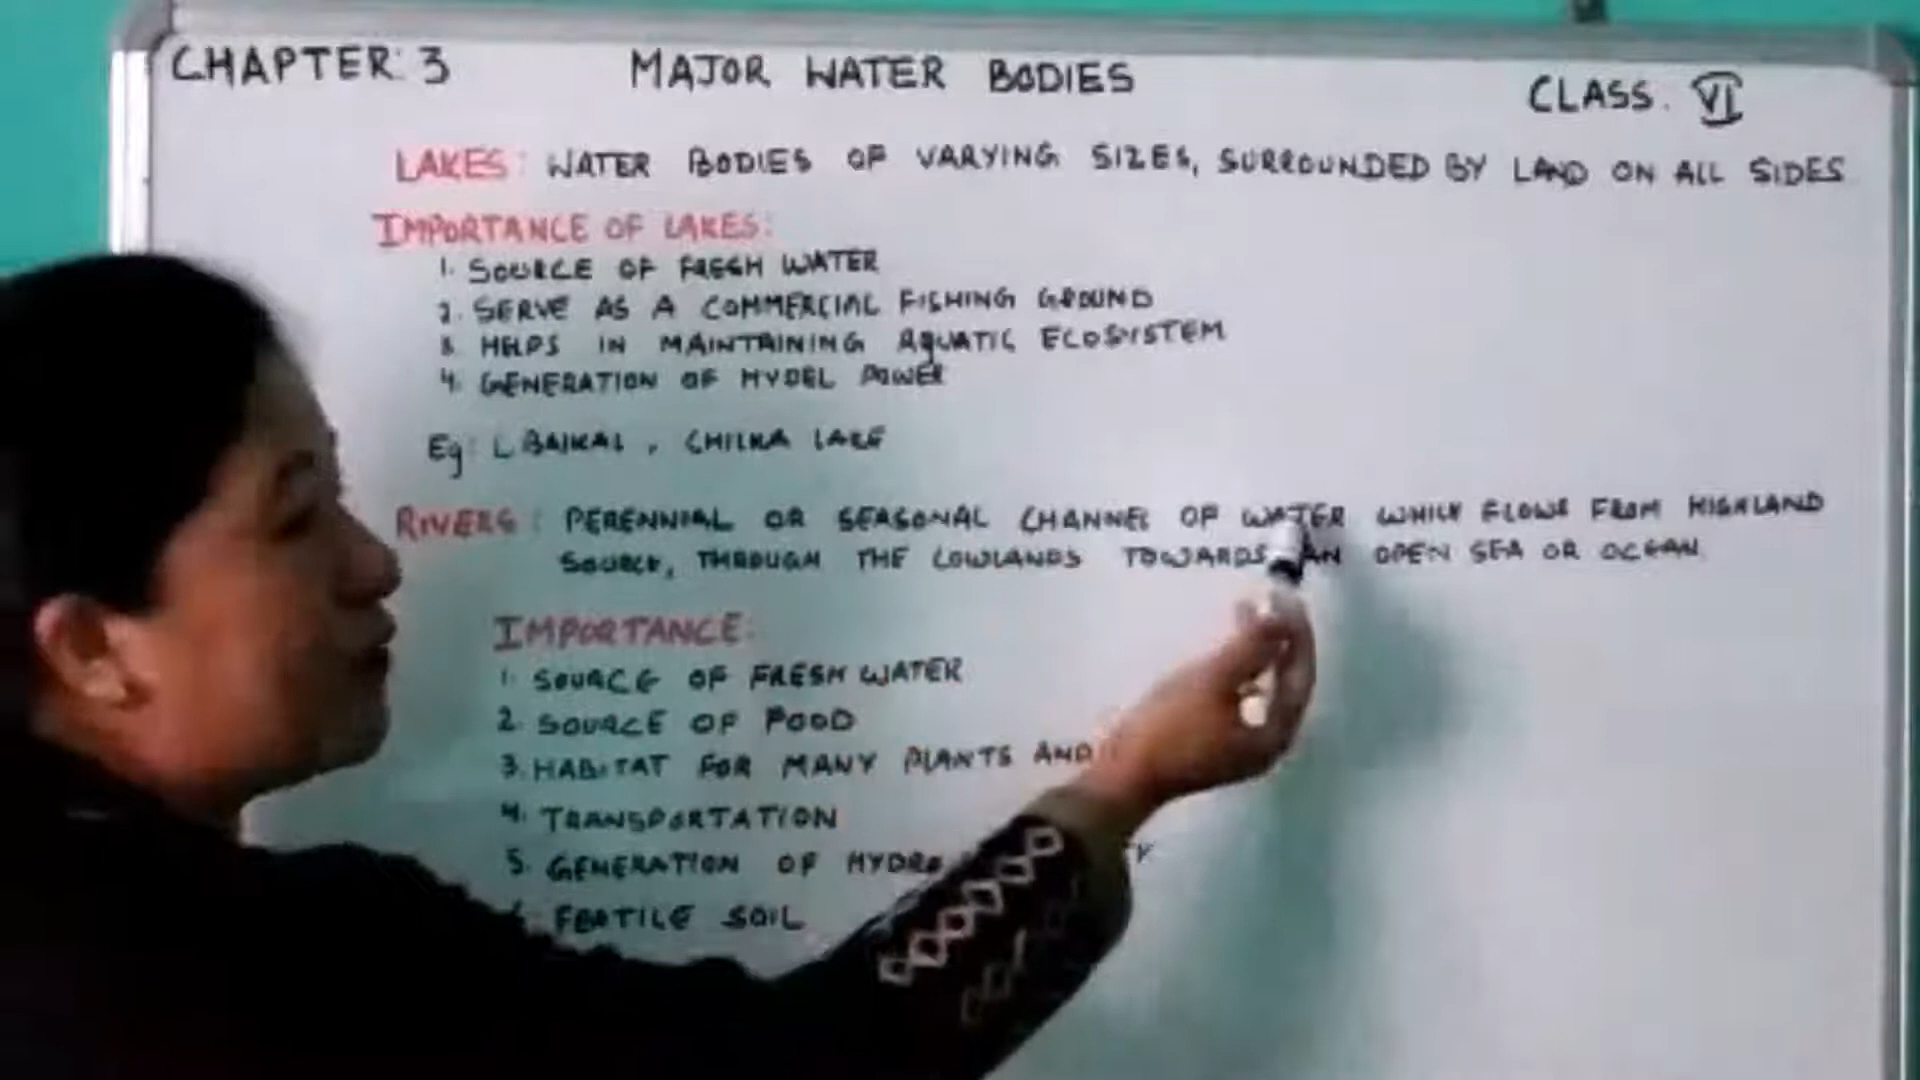 CHAPTER: 3 MAJOR WATER BODIES CLASS. VI
LAKES: WATER BODIES OF VARYING SIZES, SURROUNDED BY LAND ON ALL SIDES
IMPORTANCE OF LAKES:
1. SOURCE OF FRESH WATER
2. SERVE AS A COMMERCIAL FISHING GROUND
3. HELPS IN MAINTAINING AQUATIC ECOSYSTEM
4. GENERATION OF HYDEL POWER
Eg: L. BAIKAL, CHILKA LAKE
RIVERS: PERENNIAL OR SEASONAL CHANNEL OF WATER FLOWS FROM HIGHLAND
SOURCE, THROUGH THE LOWLANDS TOWARDS AN OPEN SEA OR OCEAN
IMPORTANCE:
1. SOURCE OF FRESH WATER
2. SOURCE OF FOOD
3. HABITAT FOR MANY PLANTS AND
4. TRANSPORTATION
5. GENERATION OF HYDRO
6. FERTILE SOIL